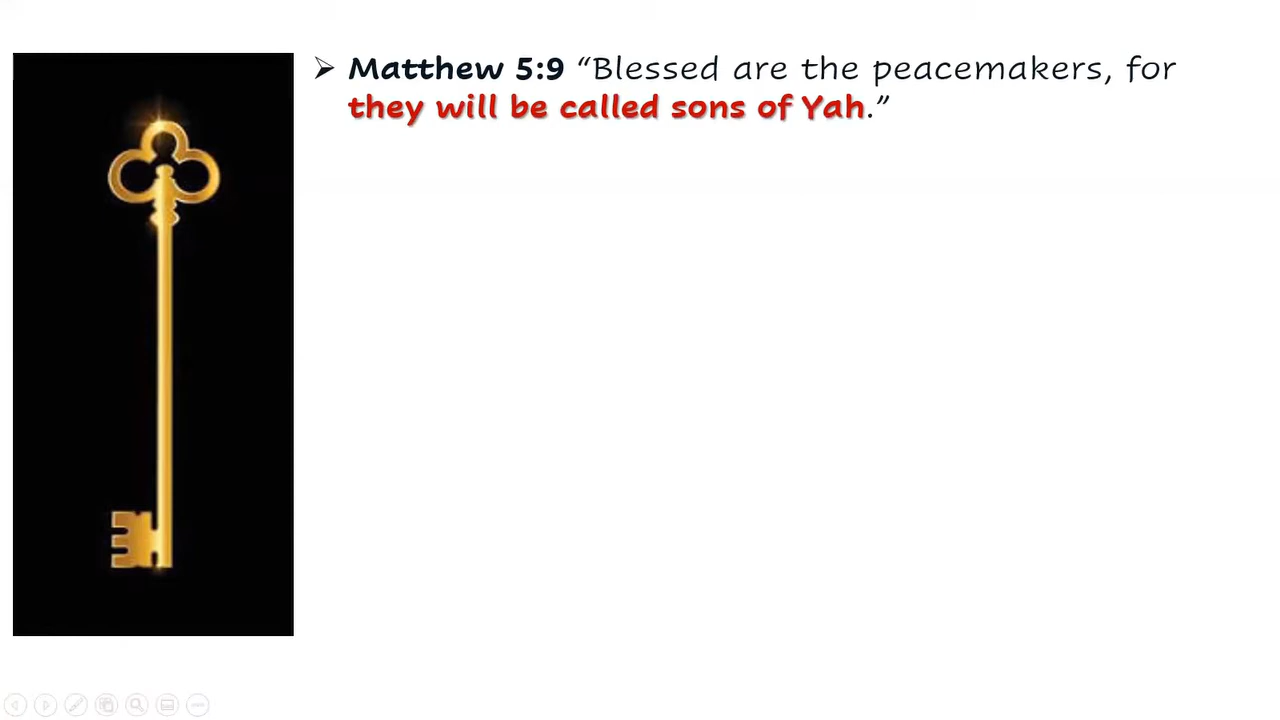 ➢ Matthew 5:9 “Blessed are the peacemakers, for
they will be called sons of Yah.”